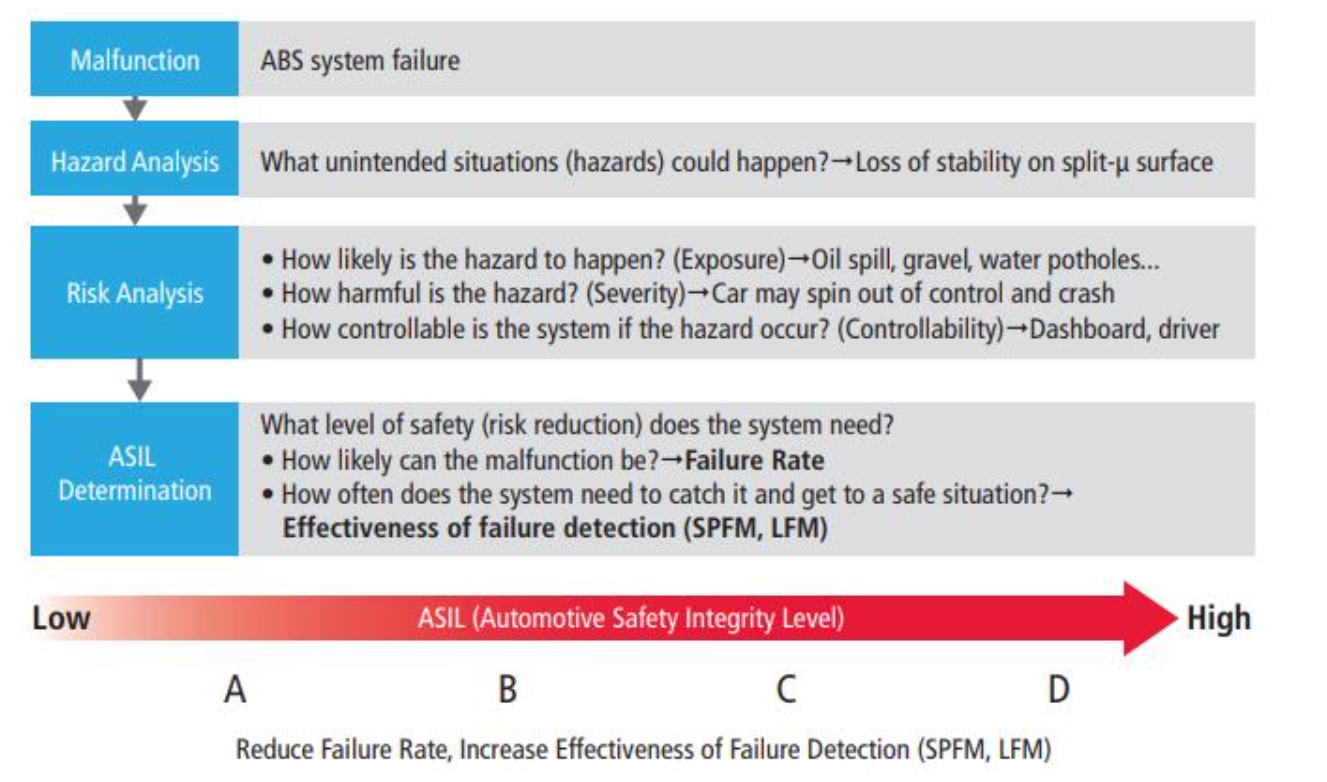 Malfunction
ABS system failure
Hazard Analysis
What unintended situations (hazards) could happen?→Loss of stability on split-μ surface
Risk Analysis
• How likely is the hazard to happen? (Exposure)→Oil spill, gravel, water potholes...
• How harmful is the hazard? (Severity)→Car may spin out of control and crash
• How controllable is the system if the hazard occur? (Controllability)→Dashboard, driver
ASIL
Determination
What level of safety (risk reduction) does the system need?
• How likely can the malfunction be?→Failure Rate
• How often does the system need to catch it and get to a safe situation?→
Effectiveness of failure detection (SPFM, LFM)
Low
ASIL (Automotive Safety Integrity Level)
High
A
B
C
D
Reduce Failure Rate, Increase Effectiveness of Failure Detection (SPFM, LFM)